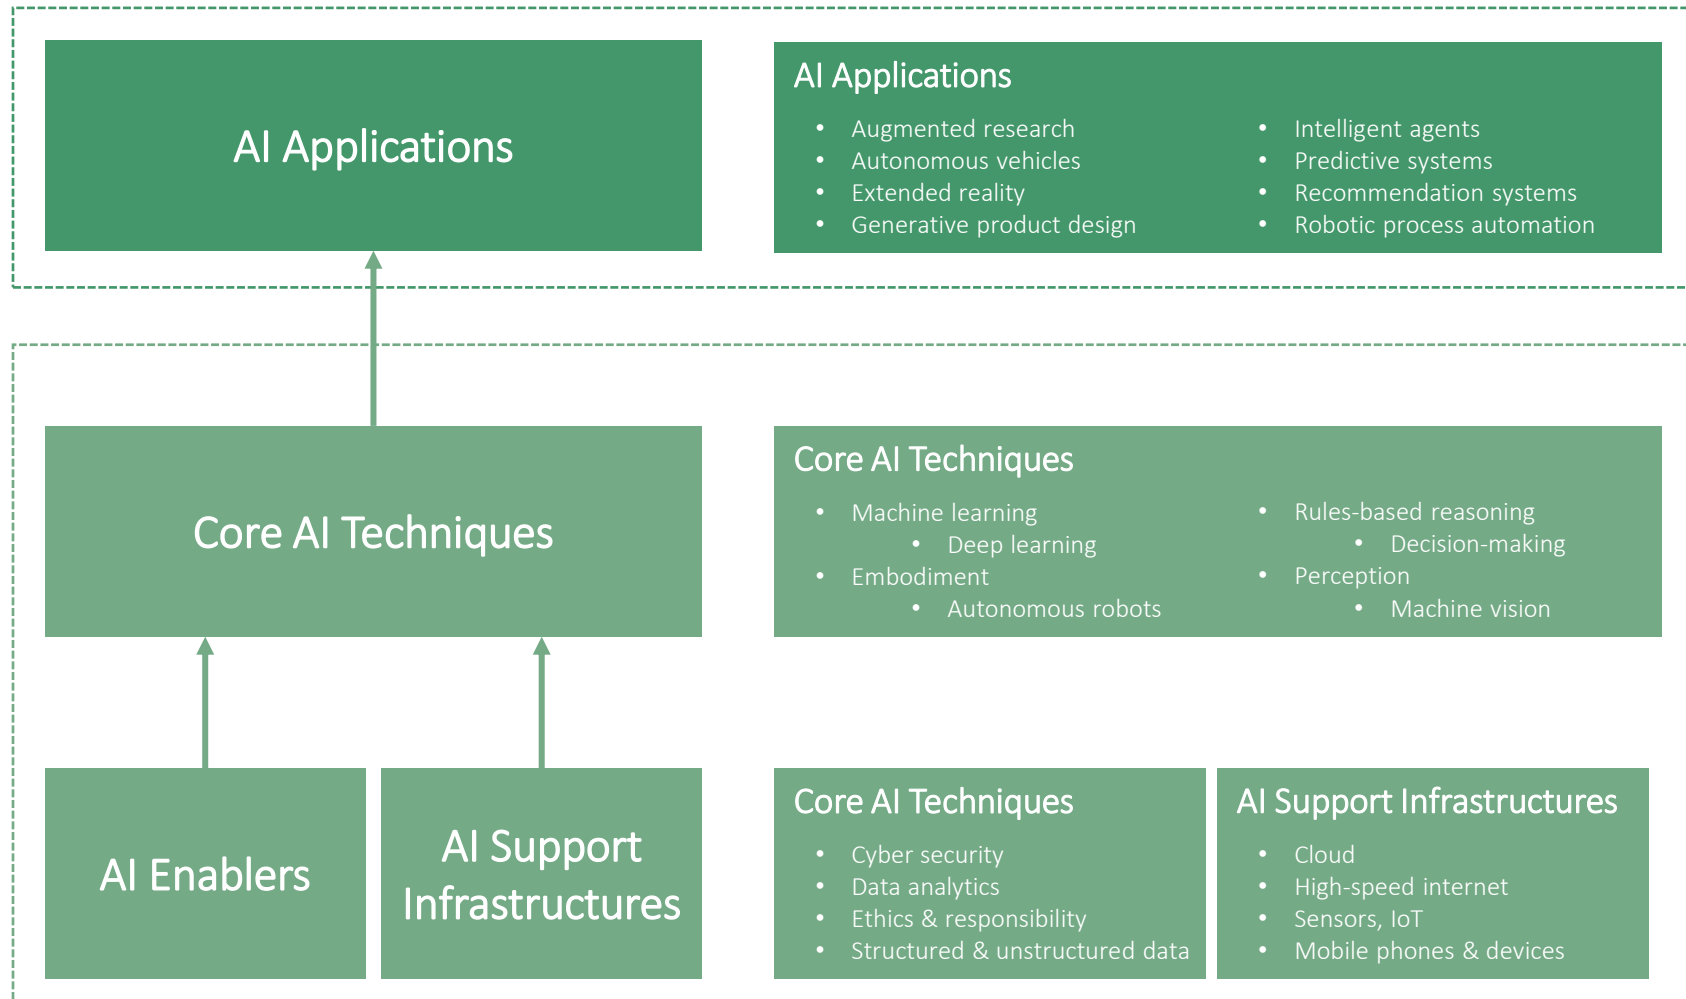 AI Applications
AI Applications
• Augmented research
• Autonomous vehicles
• Extended reality
• Generative product design
• Intelligent agents
• Predictive systems
• Recommendation systems
• Robotic process automation
Core AI Techniques
Core AI Techniques
• Machine learning
• Deep learning
• Embodiment
• Autonomous robots
• Rules-based reasoning
• Decision-making
• Perception
• Machine vision
AI Enablers
AI Support
Infrastructures
Core AI Techniques
• Cyber security
• Data analytics
• Ethics & responsibility
• Structured & unstructured data
AI Support Infrastructures
• Cloud
• High-speed internet
• Sensors, IoT
• Mobile phones & devices